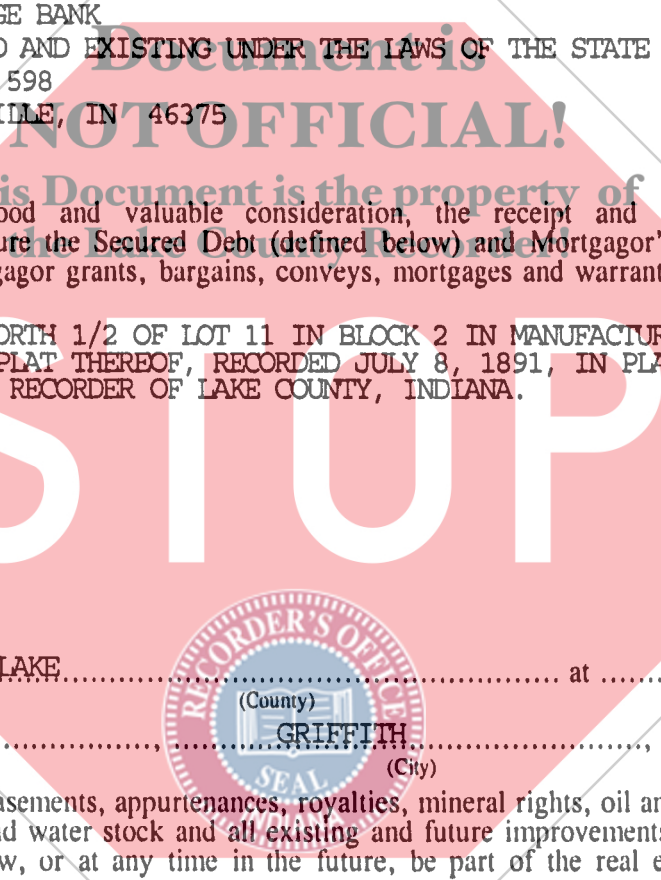 GE BANK
D AND EXISTING UNDER THE LAWS OF THE STATE
Document is
598
ILLE, IN 46375
NOT OFFICIAL!
is Document is the property of
ood and valuable consideration, the receipt and
ure the Secured Debt (defined below) and Mortgagor'
the Lake County Recorder!
gagor grants, bargains, conveys, mortgages and warrant
ORTH 1/2 OF LOT 11 IN BLOCK 2 IN MANUFACTUR
PLAT THEREOF, RECORDED JULY 8, 1891, IN PLA
RECORDER OF LAKE COUNTY, INDIANA.
STOP
RECORDER'S OFFICE
LAKE at
(County)
GRIFFITH ,
(City)
SEAL
INDIANA
asements, appurtenances, royalties, mineral rights, oil an
nd water stock and all existing and future improvements
w, or at any time in the future, be part of the real e